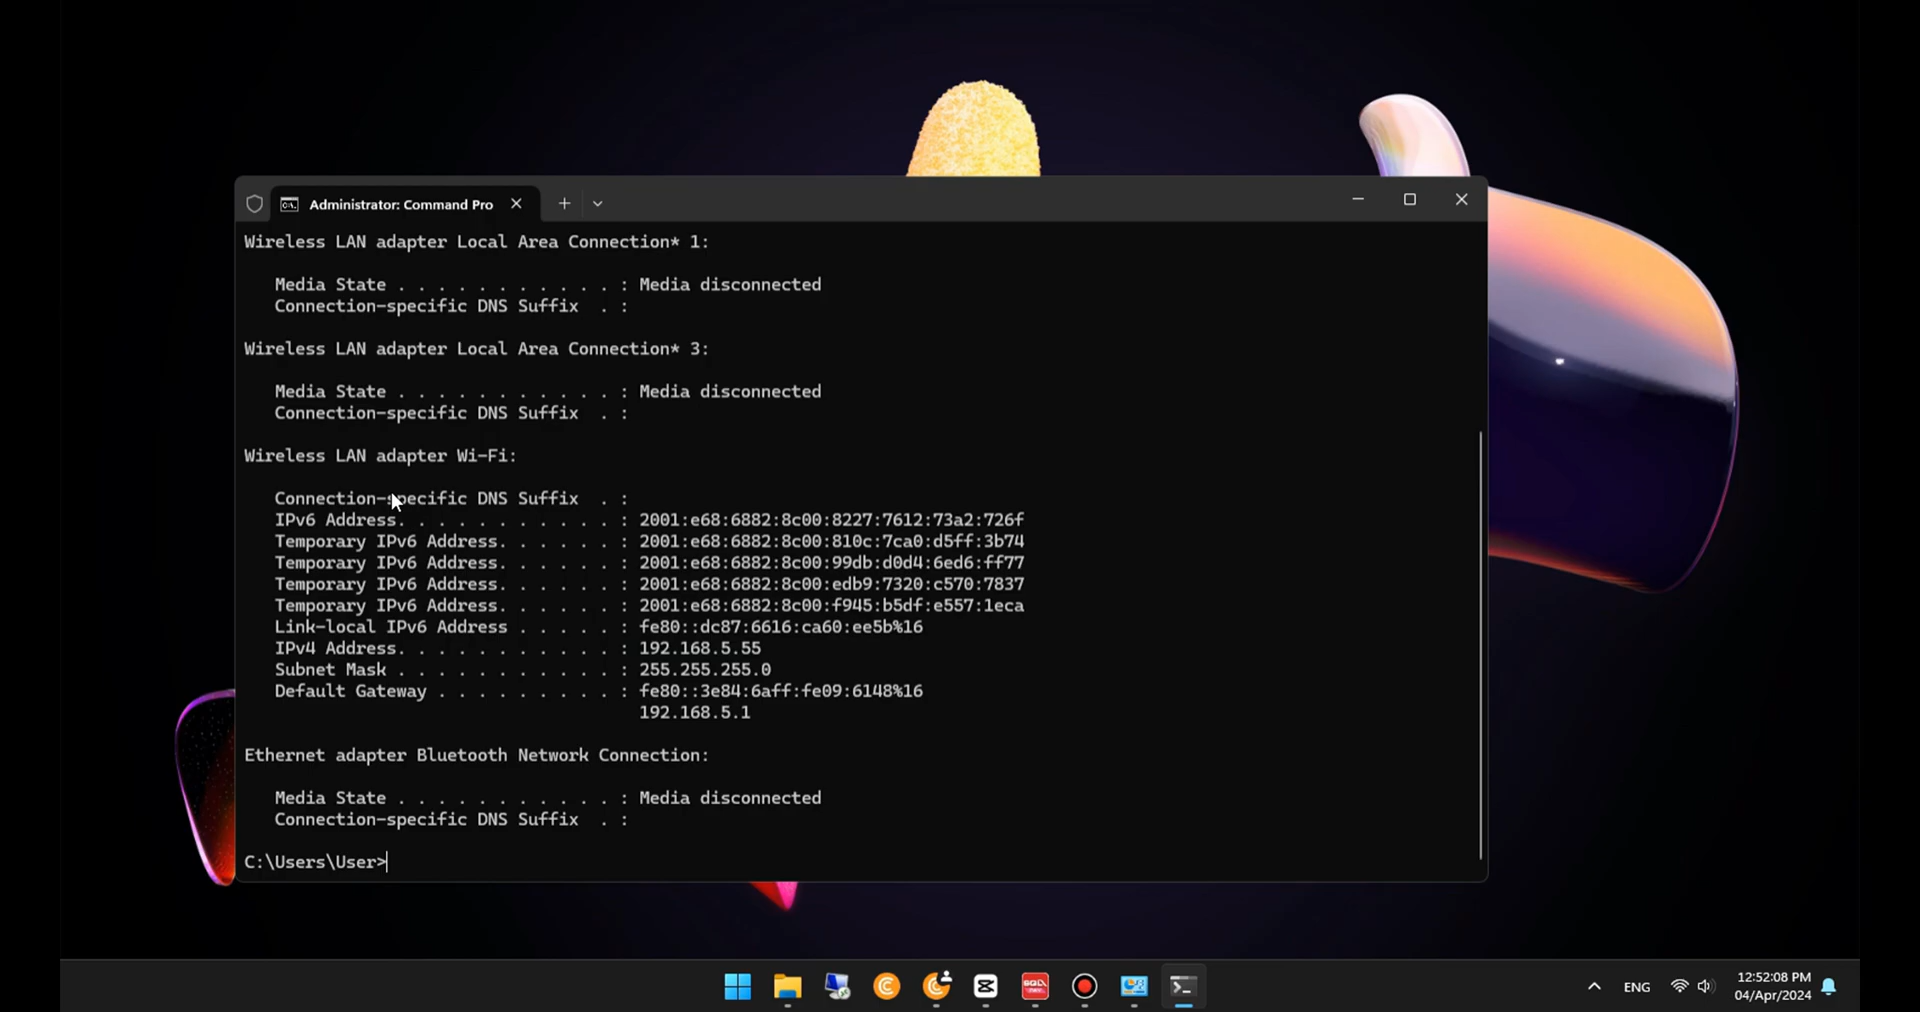 Administrator: Command Pro
Wireless LAN adapter Local Area Connection* 1:
Media State . . . . . . . . . . . : Media disconnected
Connection-specific DNS Suffix  . :
Wireless LAN adapter Local Area Connection* 3:
Media State . . . . . . . . . . . : Media disconnected
Connection-specific DNS Suffix  . :
Wireless LAN adapter Wi-Fi:
Connection-specific DNS Suffix  . :
IPv6 Address. . . . . . . . . . . : 2001:e68:6882:8c00:8227:7612:73a2:726f
Temporary IPv6 Address. . . . . . : 2001:e68:6882:8c00:810c:7ca0:d5ff:3b74
Temporary IPv6 Address. . . . . . : 2001:e68:6882:8c00:99db:d0d4:6ed6:ff77
Temporary IPv6 Address. . . . . . : 2001:e68:6882:8c00:edb9:7320:c570:7837
Temporary IPv6 Address. . . . . . : 2001:e68:6882:8c00:f945:b5df:e557:1eca
Link-local IPv6 Address . . . . . : fe80::dc87:6616:ca60:ee5b%16
IPv4 Address. . . . . . . . . . . : 192.168.5.55
Subnet Mask . . . . . . . . . . . : 255.255.255.0
Default Gateway . . . . . . . . . : fe80::3e84:6aff:fe09:6148%16
192.168.5.1
Ethernet adapter Bluetooth Network Connection:
Media State . . . . . . . . . . . : Media disconnected
Connection-specific DNS Suffix  . :
C:\Users\User>
ENG
12:52:08 PM
04/Apr/2024